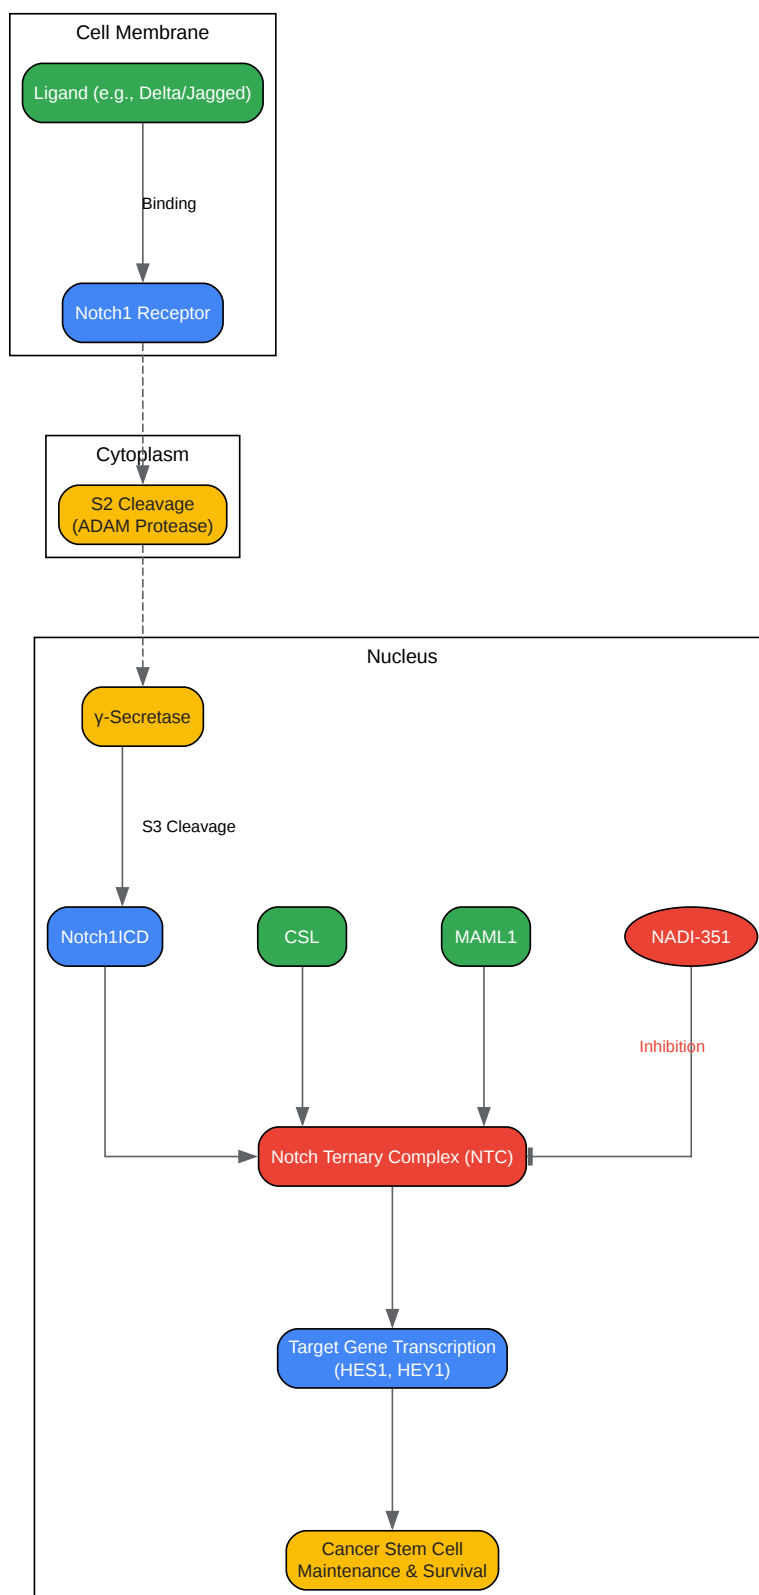 Cell Membrane
Ligand (e.g., Delta/Jagged)
Binding
Notch1 Receptor
Cytoplasm
S2 Cleavage
(ADAM Protease)
Nucleus
γ-Secretase
S3 Cleavage
Notch1ICD
CSL
MAML1
NADI-351
Inhibition
Notch Ternary Complex (NTC)
Target Gene Transcription
(HES1, HEY1)
Cancer Stem Cell
Maintenance & Survival